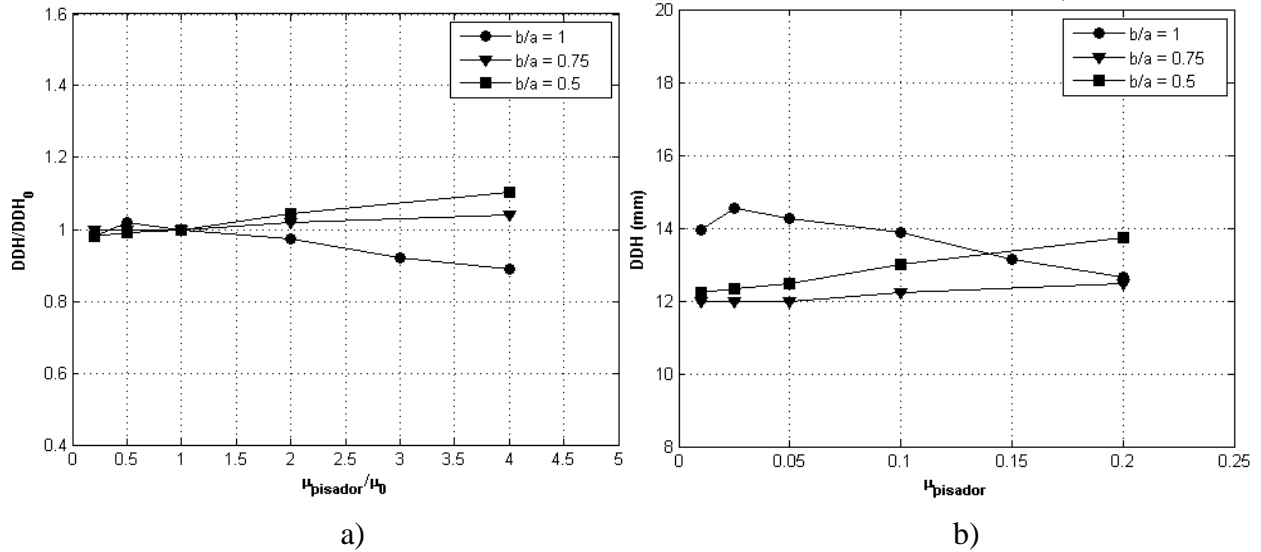 1.6
1.4
1.2
1
0.8
0.6
0.4
DDH/DDH0
0 0.5 1 1.5 2 2.5 3 3.5 4 4.5 5
μpisador/μ0
b/a = 1
b/a = 0.75
b/a = 0.5
a)
20
18
16
14
12
10
8
DDH (mm)
0 0.05 0.1 0.15 0.2 0.25
μpisador
b/a = 1
b/a = 0.75
b/a = 0.5
b)